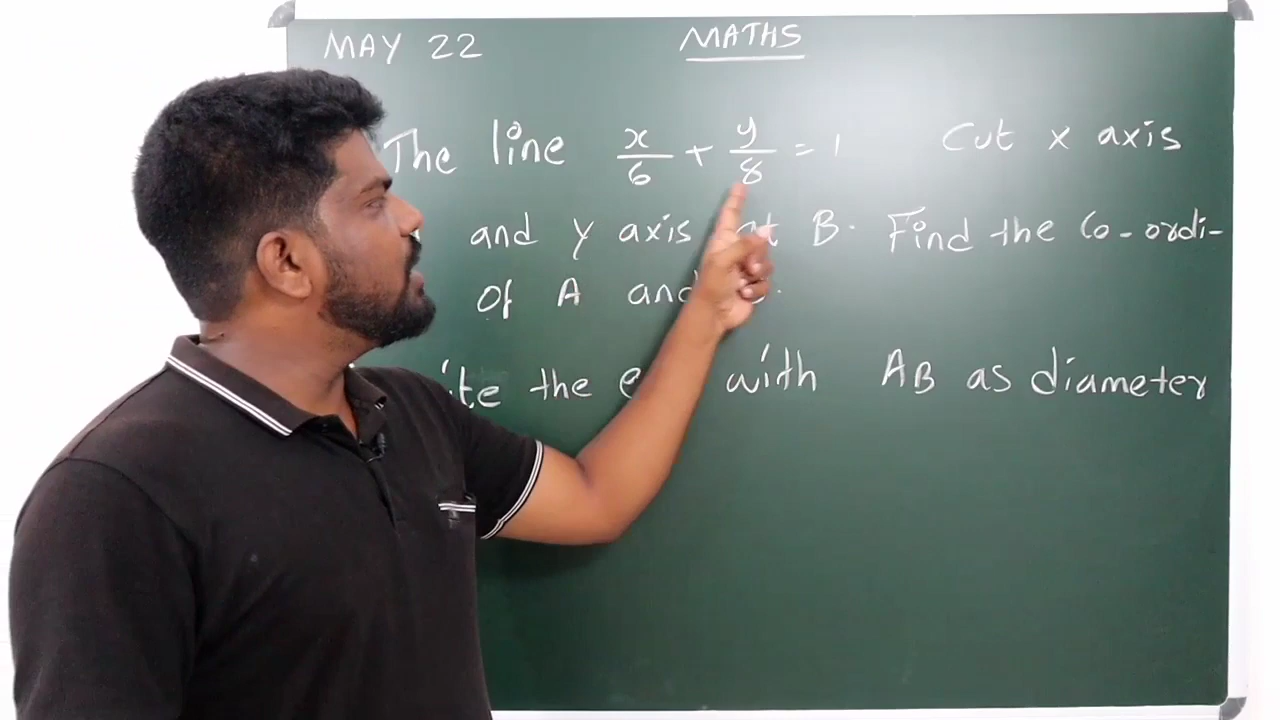 MAY 22
MATHS
The line x/6 + y/8 = 1 Cut x axis
and y axis at B. Find the Co-ordi-
of A and
the with AB as diameter